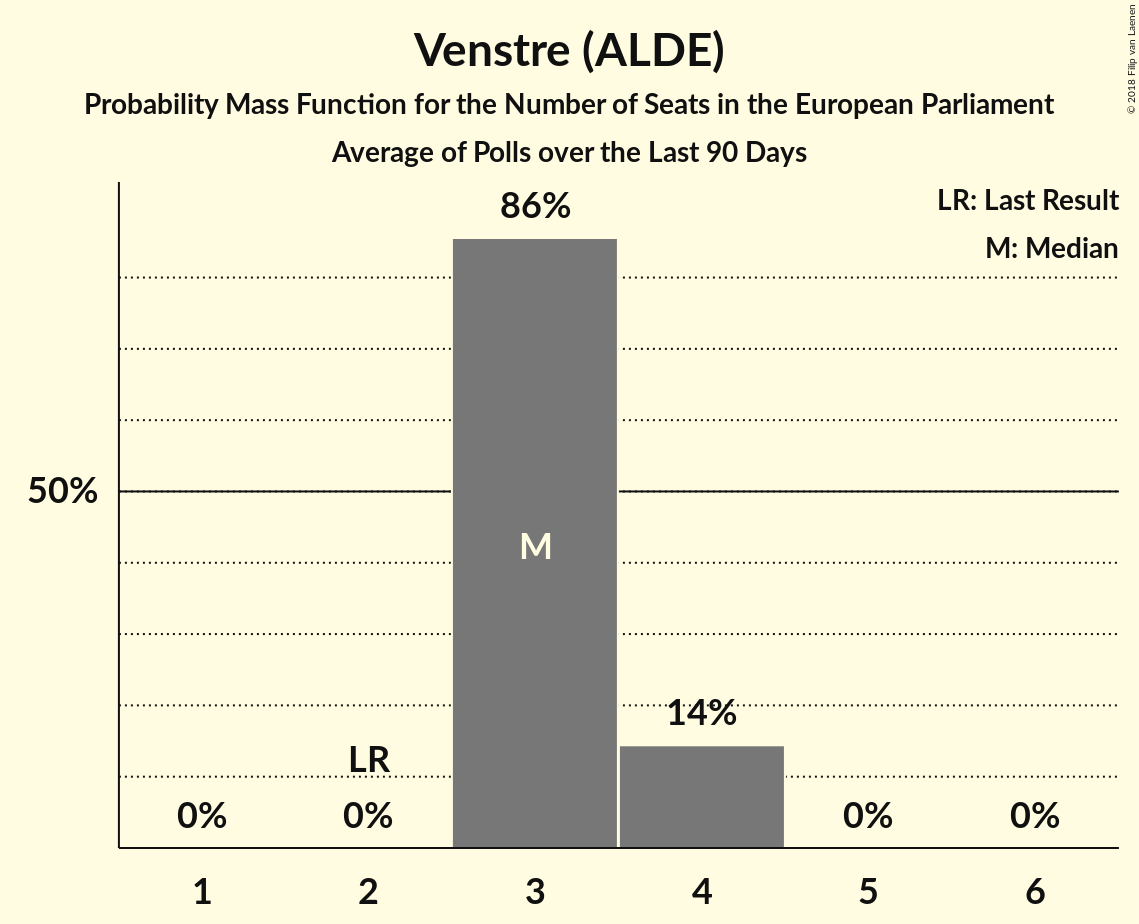 Venstre (ALDE)
Probability Mass Function for the Number of Seats in the European Parliament
Average of Polls over the Last 90 Days
© 2018 Filip van Laenen
LR: Last Result
M: Median
86%
50%
M
14%
LR
0% 0% 0% 0%
1 2 3 4 5 6